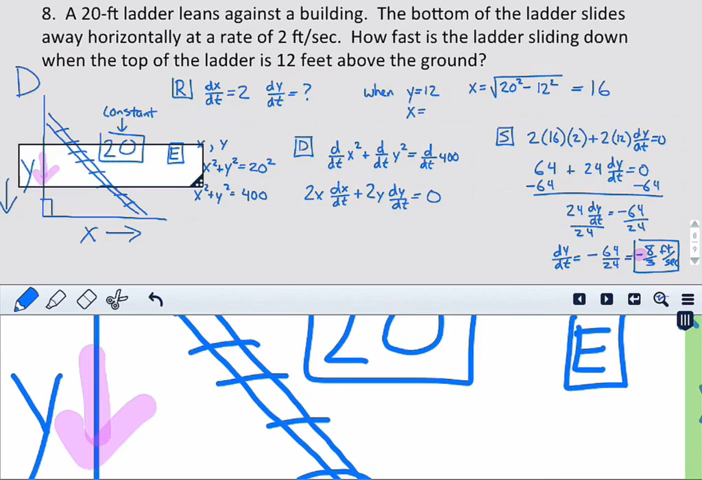 8. A 20-ft ladder leans against a building. The bottom of the ladder slides
away horizontally at a rate of 2 ft/sec. How fast is the ladder sliding down
when the top of the ladder is 12 feet above the ground?
D
R dx/dt = 2 dy/dt = ?
when y=12 x=√(20²-12²) = 16
x=
constant
20
y
x →
E x, y
x²+y²=20²
x²+y²=400
D d/dt x² + d/dt y² = d/dt 400
2x dx/dt + 2y dy/dt = 0
S 2(16)(2)+2(12) dy/dt = 0
64 + 24 dy/dt = 0
-64 -64
24 dy/dt = -64
24 24
dy/dt = -64/24 = -8/3 ft/sec
6/9
y
20
E